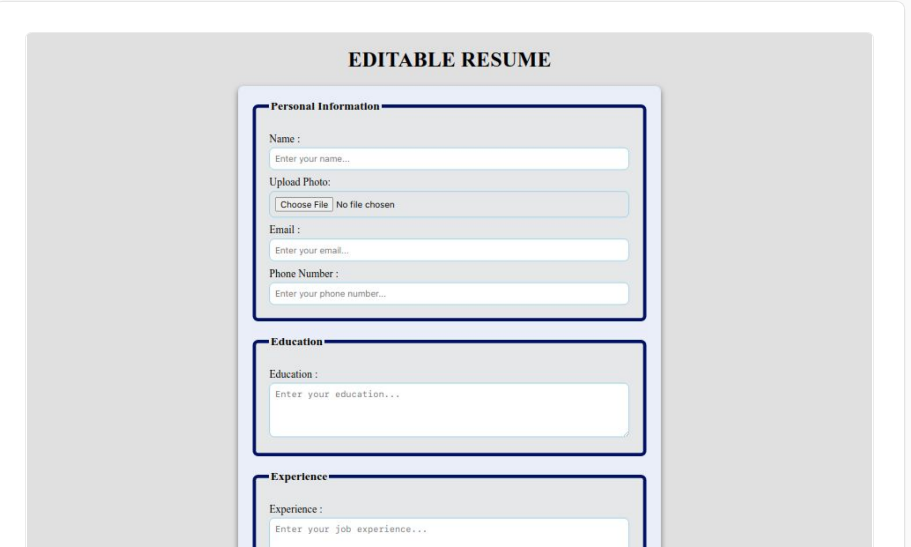 EDITABLE RESUME
Personal Information
Name :
Enter your name...
Upload Photo:
Choose File No file chosen
Email :
Enter your email...
Phone Number :
Enter your phone number...
Education
Education :
Enter your education...
Experience
Experience :
Enter your job experience...